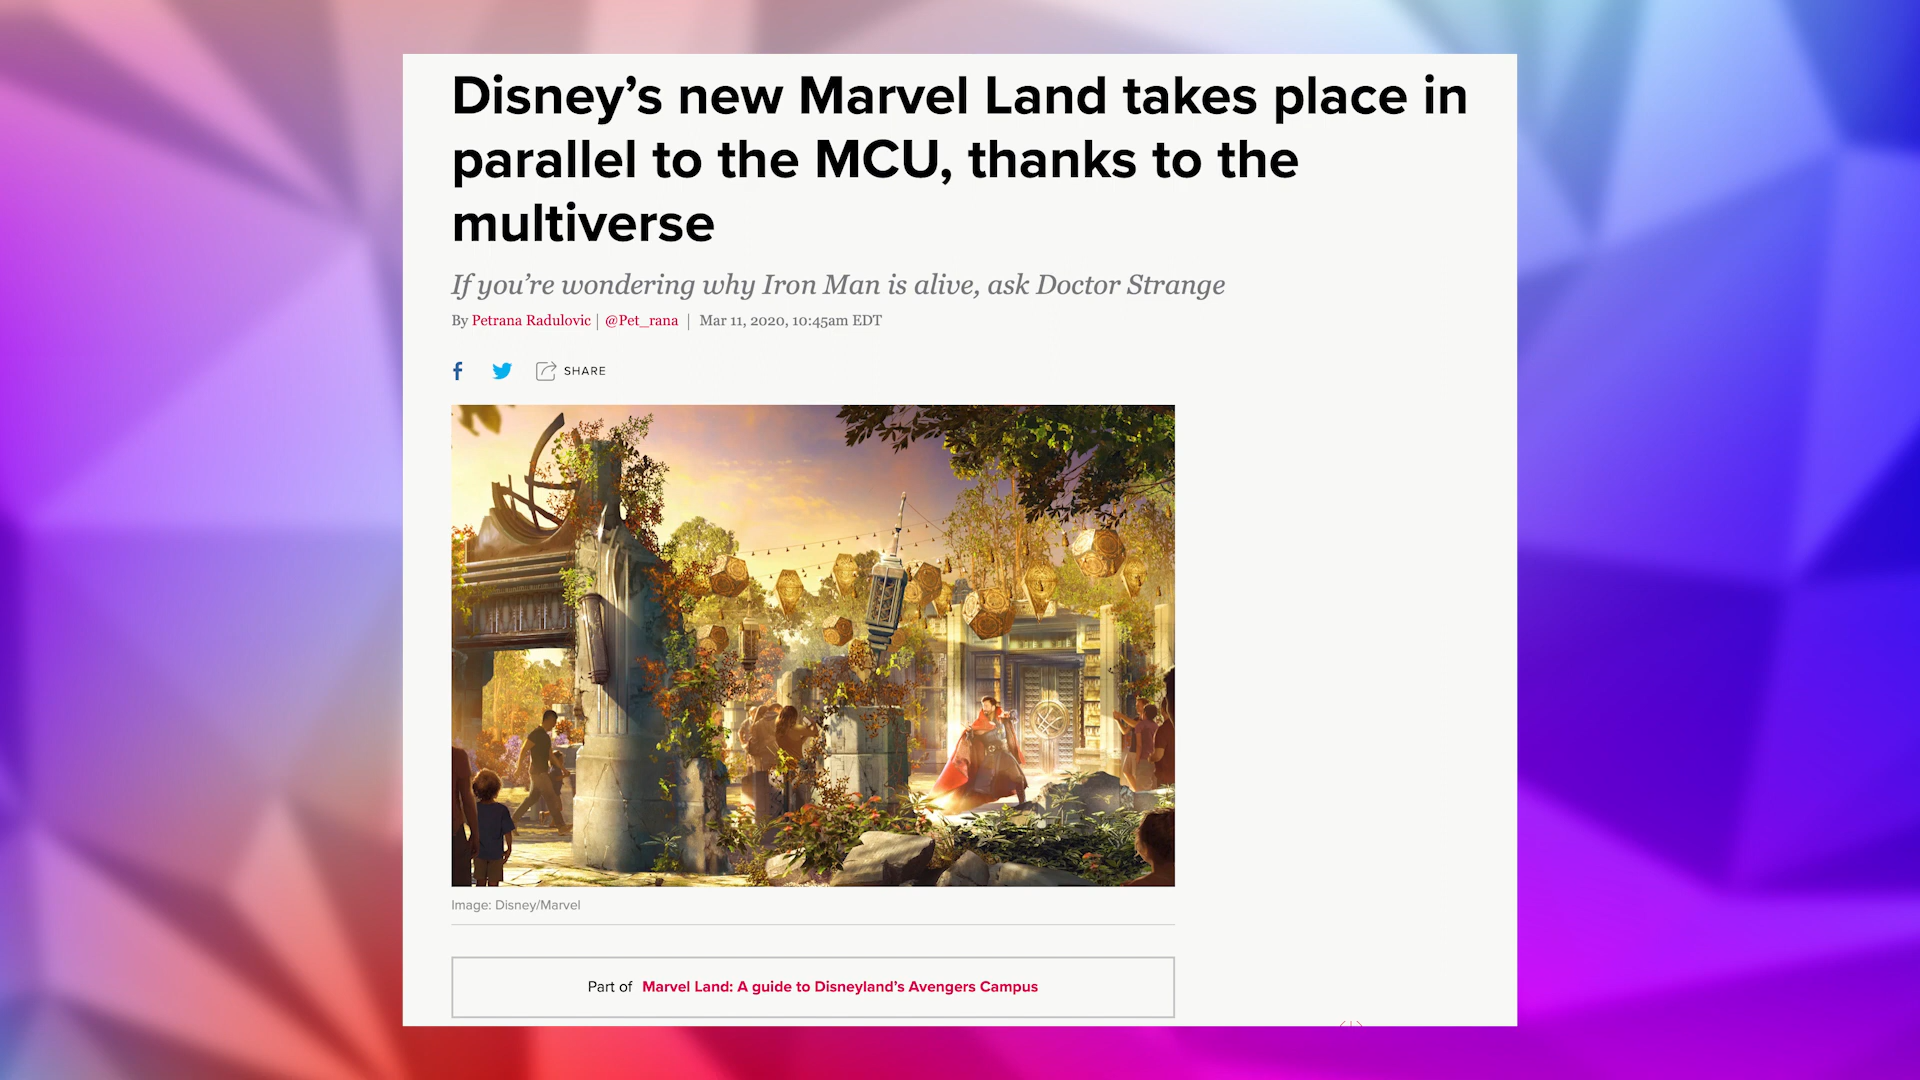 Disney’s new Marvel Land takes place in
parallel to the MCU, thanks to the
multiverse
If you’re wondering why Iron Man is alive, ask Doctor Strange
By Petrana Radulovic | @Pet_rana | Mar 11, 2020, 10:45am EDT
SHARE
Image: Disney/Marvel
Part of Marvel Land: A guide to Disneyland’s Avengers Campus